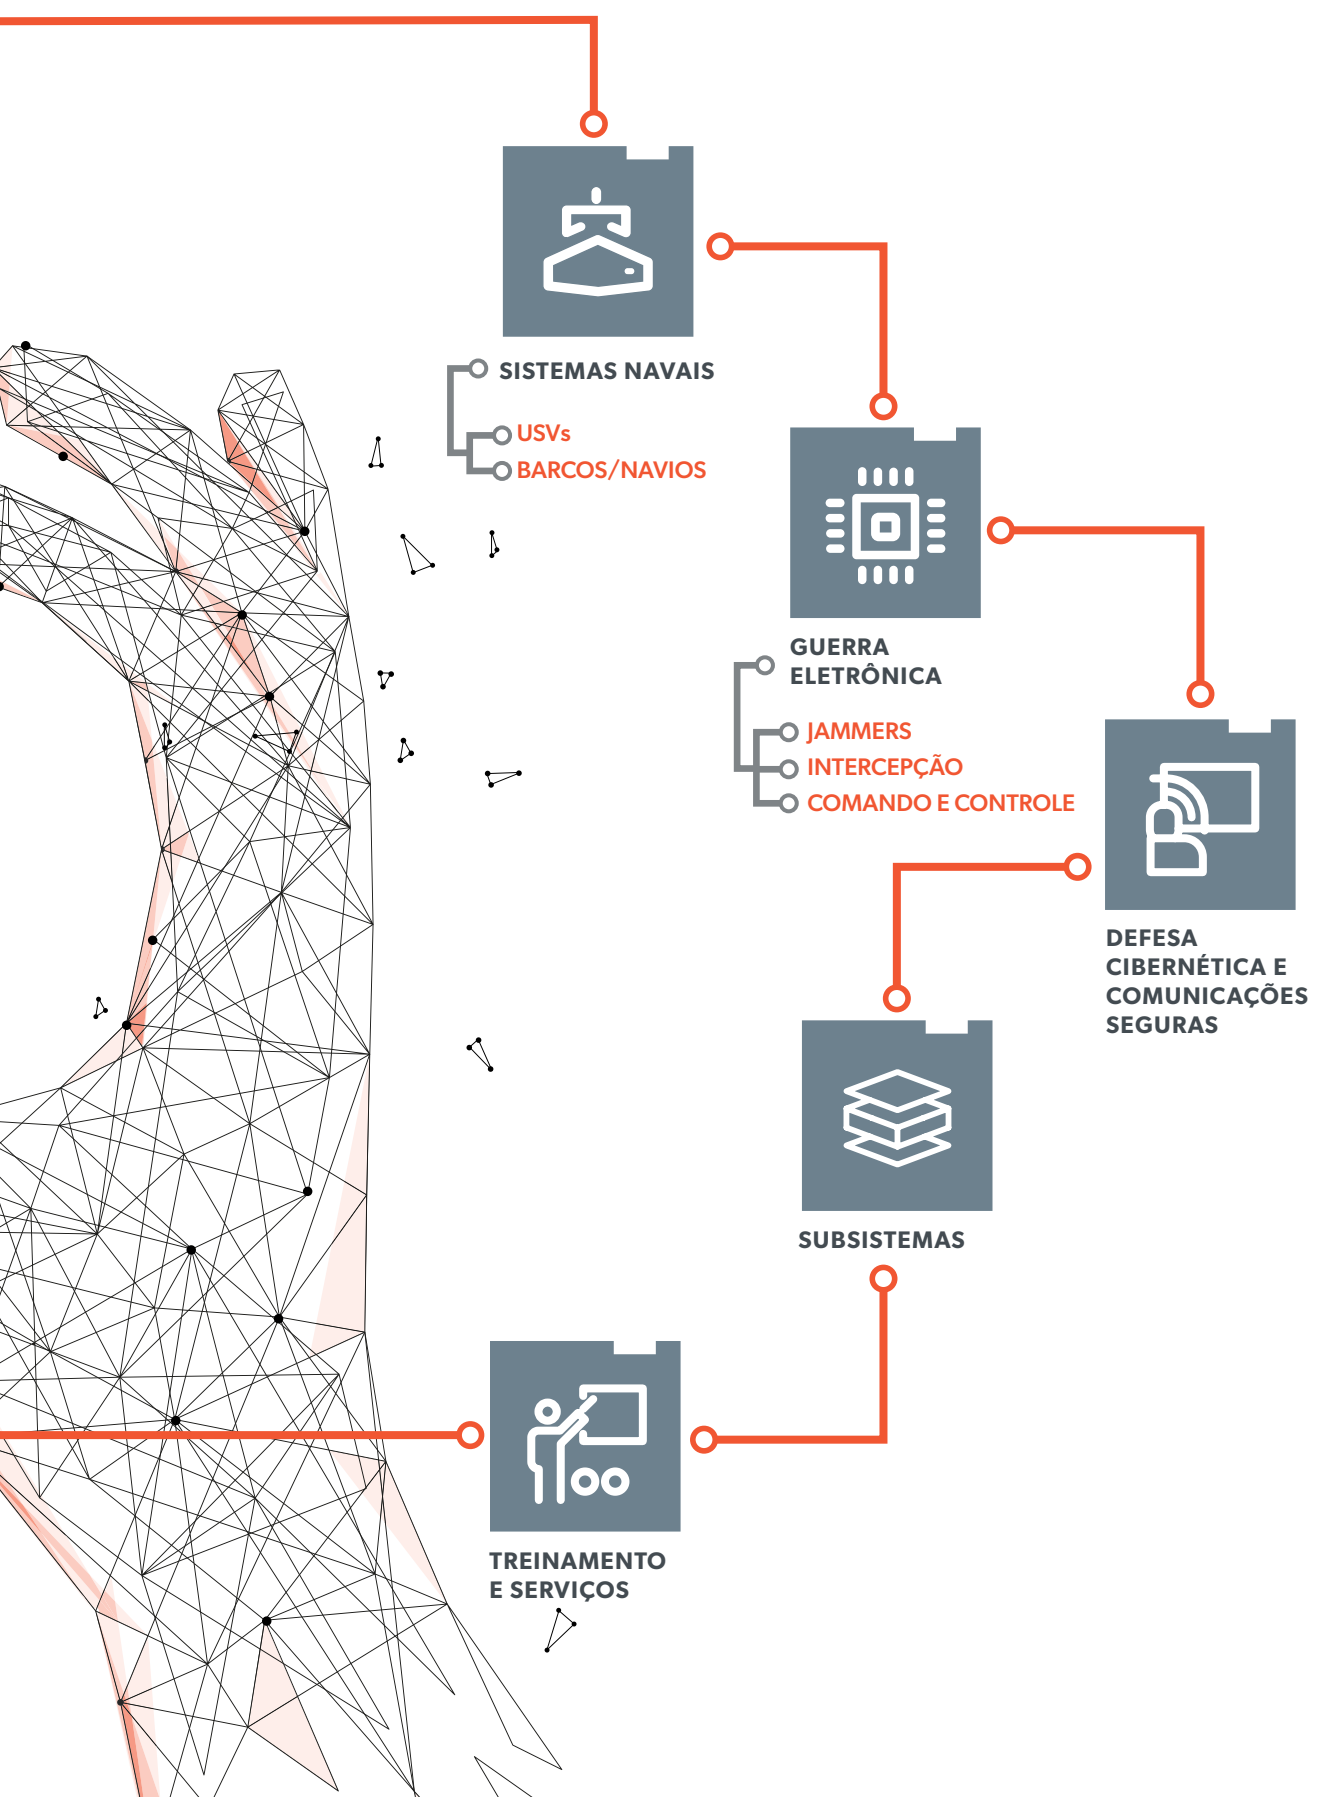 SISTEMAS NAVAIS
USVs
BARCOS/NAVIOS
GUERRA
ELETRÔNICA
JAMMERS
INTERCEPÇÃO
COMANDO E CONTROLE
DEFESA
CIBERNÉTICA E
COMUNICAÇÕES
SEGURAS
SUBSISTEMAS
TREINAMENTO
E SERVIÇOS